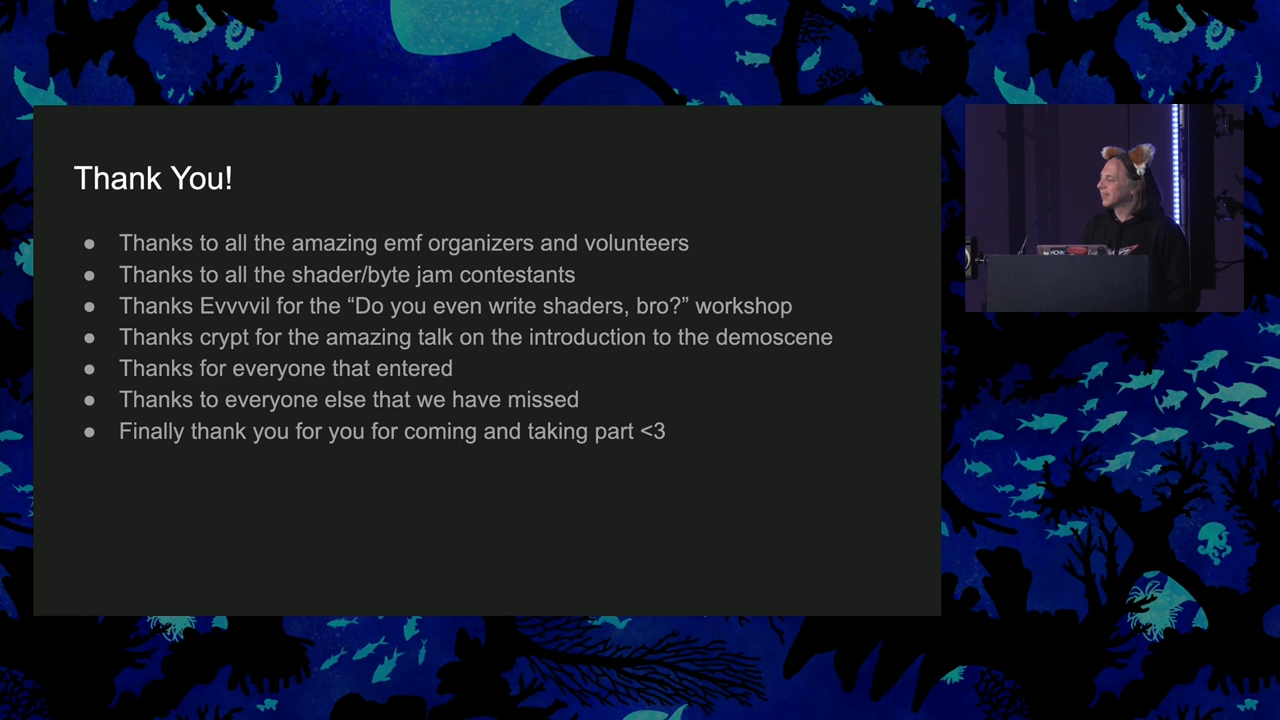 Thank You!
● Thanks to all the amazing emf organizers and volunteers
● Thanks to all the shader/byte jam contestants
● Thanks Evvvvil for the “Do you even write shaders, bro?” workshop
● Thanks crypt for the amazing talk on the introduction to the demoscene
● Thanks for everyone that entered
● Thanks to everyone else that we have missed
● Finally thank you for you for coming and taking part <3